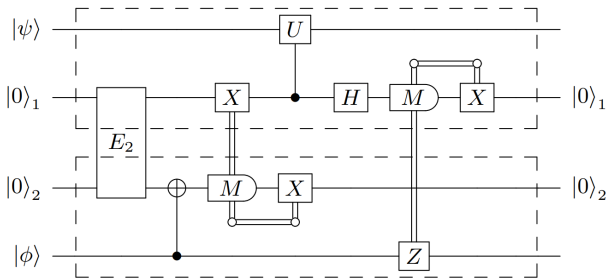 |ψ⟩ U
|0⟩₁ X H M X |0⟩₁
E₂
|0⟩₂ M X |0⟩₂
|ϕ⟩ Z